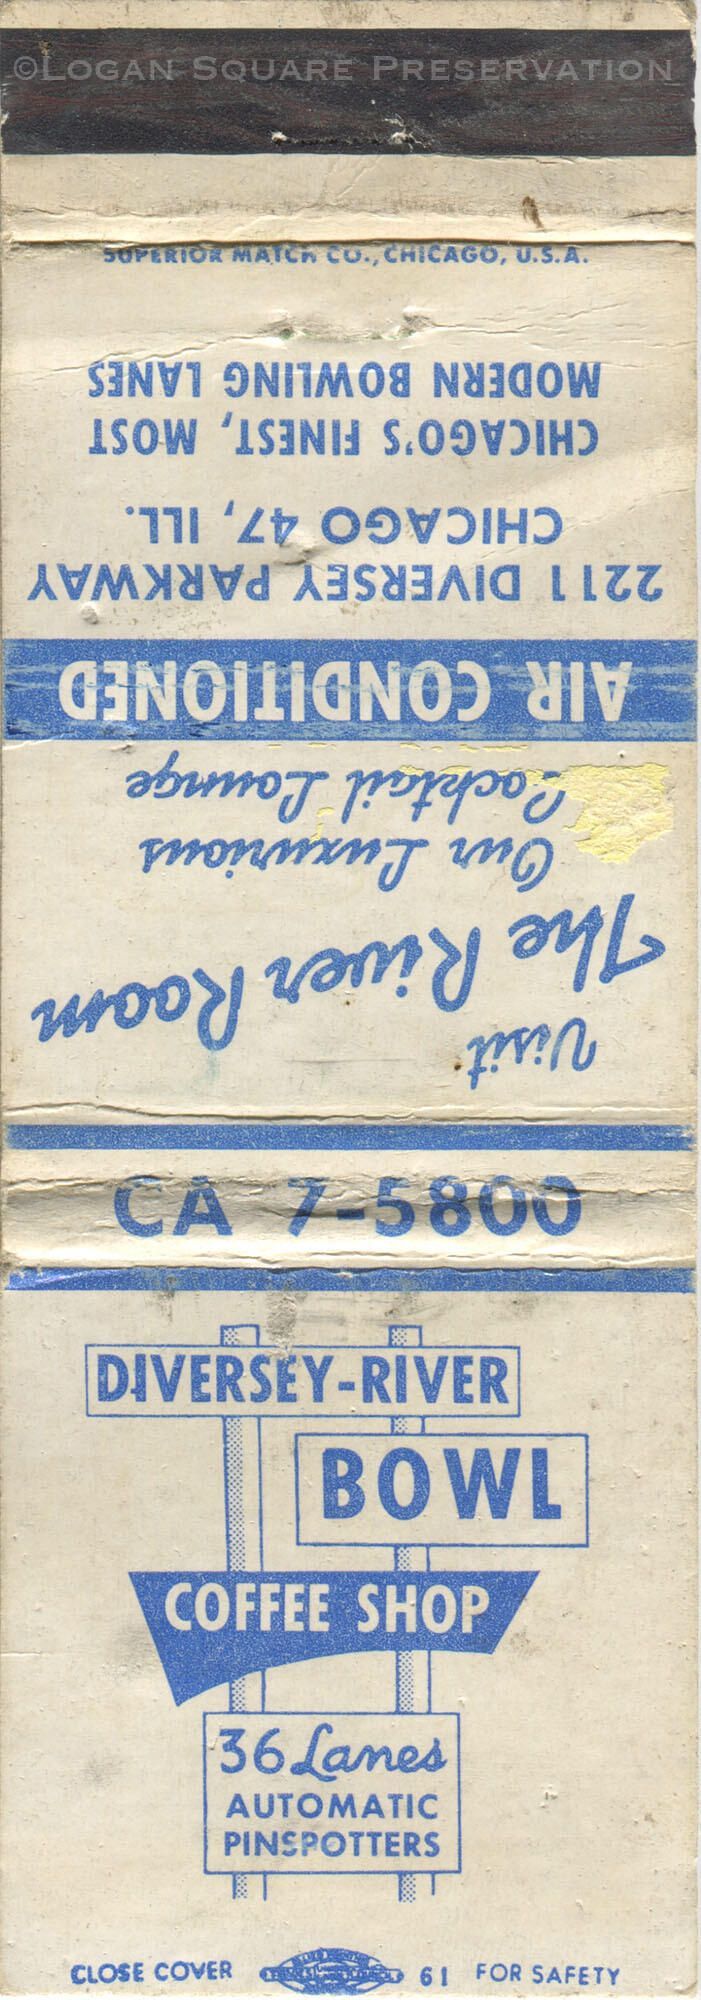 ©LOGAN SQUARE PRESERVATION
SUPERIOR MATCH CO., CHICAGO, U.S.A.
Visit
The River Room
Our Luxurious
Cocktail Lounge
AIR CONDITIONED
2211 DIVERSEY PARKWAY
CHICAGO 47, ILL.
CHICAGO'S FINEST, MOST
MODERN BOWLING LANES
CA 7-5800
DIVERSEY-RIVER
BOWL
COFFEE SHOP
36 Lanes
AUTOMATIC
PINSPOTTERS
CLOSE COVER 61 FOR SAFETY